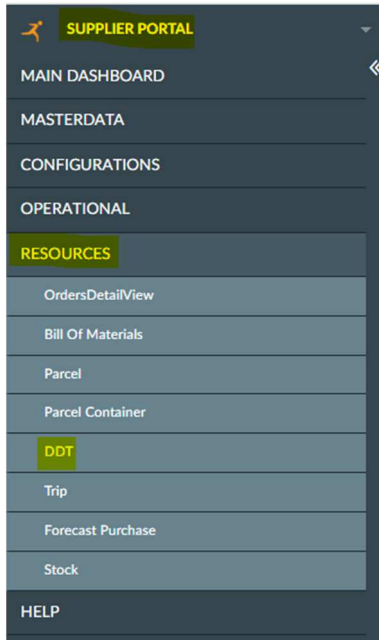 SUPPLIER PORTAL
MAIN DASHBOARD
MASTERDATA
CONFIGURATIONS
OPERATIONAL
RESOURCES
OrdersDetailView
Bill Of Materials
Parcel
Parcel Container
DDT
Trip
Forecast Purchase
Stock
HELP